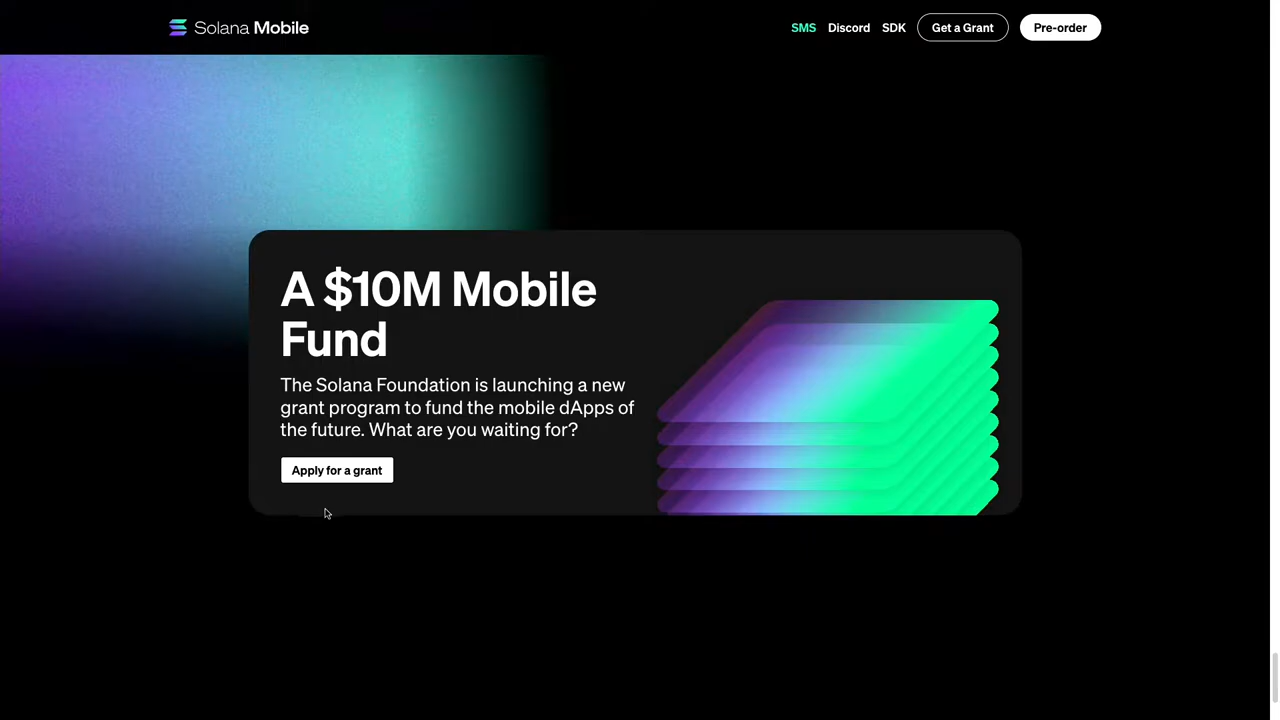 Solana Mobile
SMS Discord SDK Get a Grant Pre-order
A $10M Mobile
Fund
The Solana Foundation is launching a new
grant program to fund the mobile dApps of
the future. What are you waiting for?
Apply for a grant